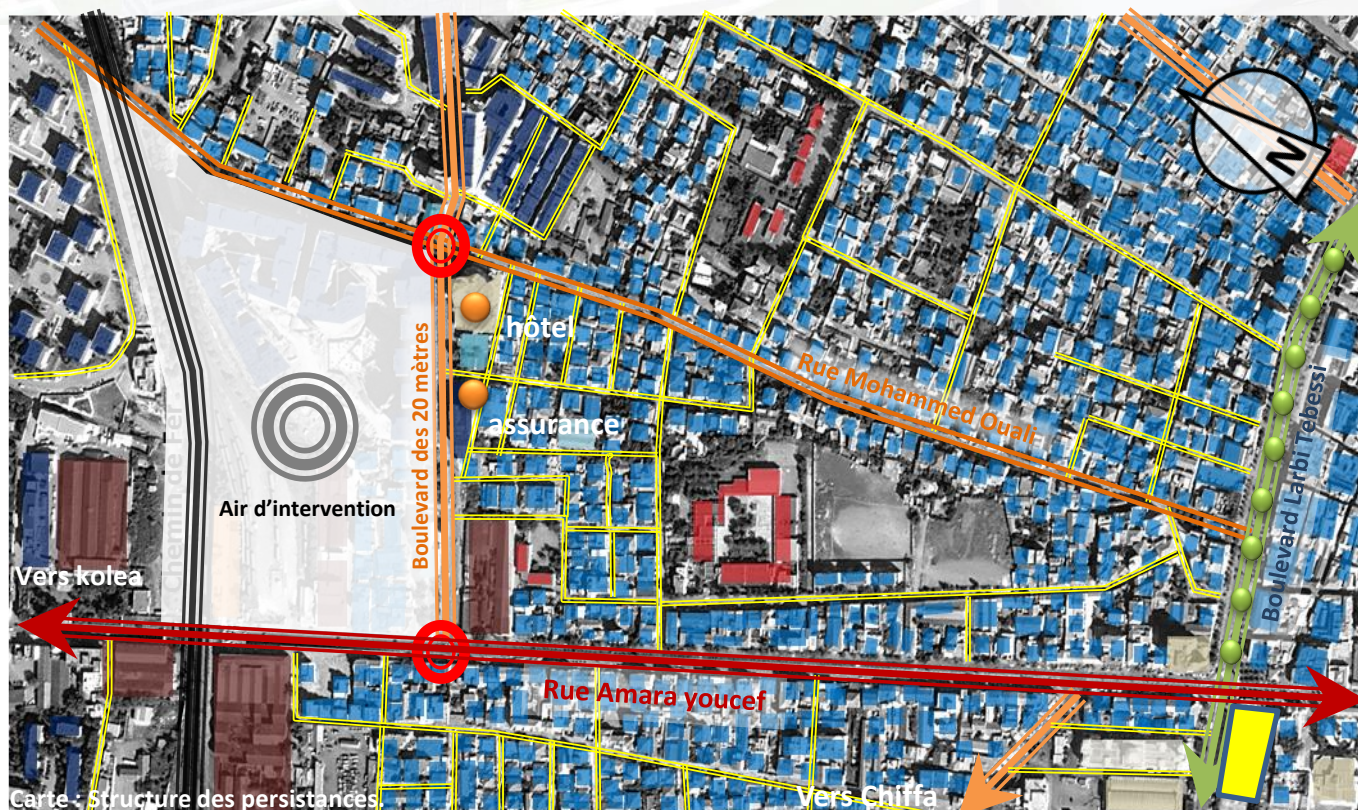 N
hôtel
Boulevard des 20 mètres
Rue Mohammed Ouali
assurance
Boulevard Larbi Tebessi
Chemin de Fer
Air d'intervention
Vers kolea
Rue Amara youcef
Carte : Structure des persistances.
Vers Chiffa